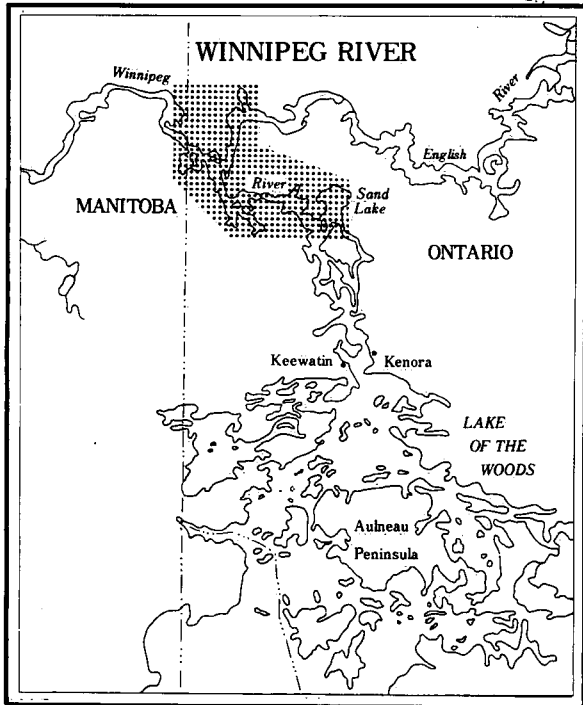 WINNIPEG RIVER
Winnipeg
River
English
River
Sand
Lake
MANITOBA
ONTARIO
Keewatin
Kenora
LAKE
OF THE
WOODS
Aulneau
Peninsula